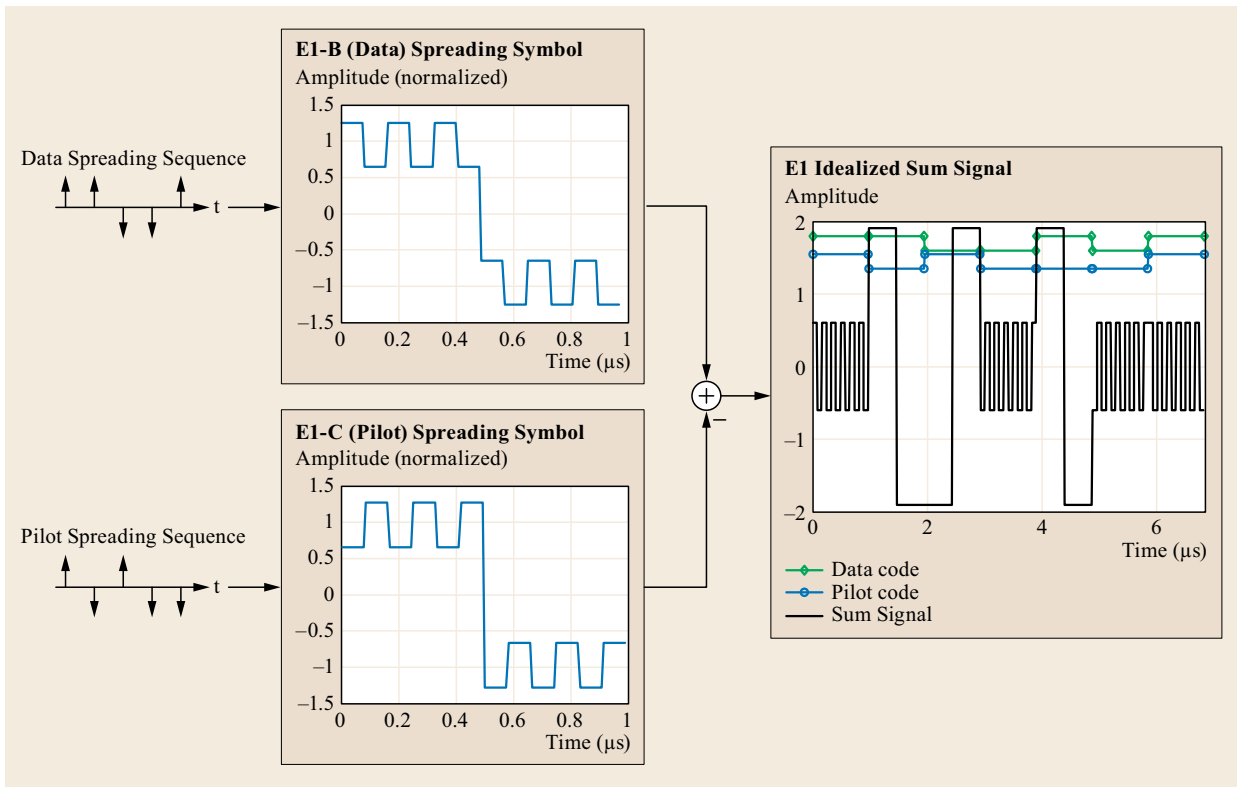 E1-B (Data) Spreading Symbol
Amplitude (normalized)
1.5
1
0.5
0
–0.5
–1
–1.5
0 0.2 0.4 0.6 0.8 1
Time (µs)
Data Spreading Sequence
t
E1-C (Pilot) Spreading Symbol
Amplitude (normalized)
1.5
1
0.5
0
–0.5
–1
–1.5
0 0.2 0.4 0.6 0.8 1
Time (µs)
Pilot Spreading Sequence
t
+
–
E1 Idealized Sum Signal
Amplitude
2
1
0
–1
–2
0 2 4 6
Time (µs)
Data code
Pilot code
Sum Signal